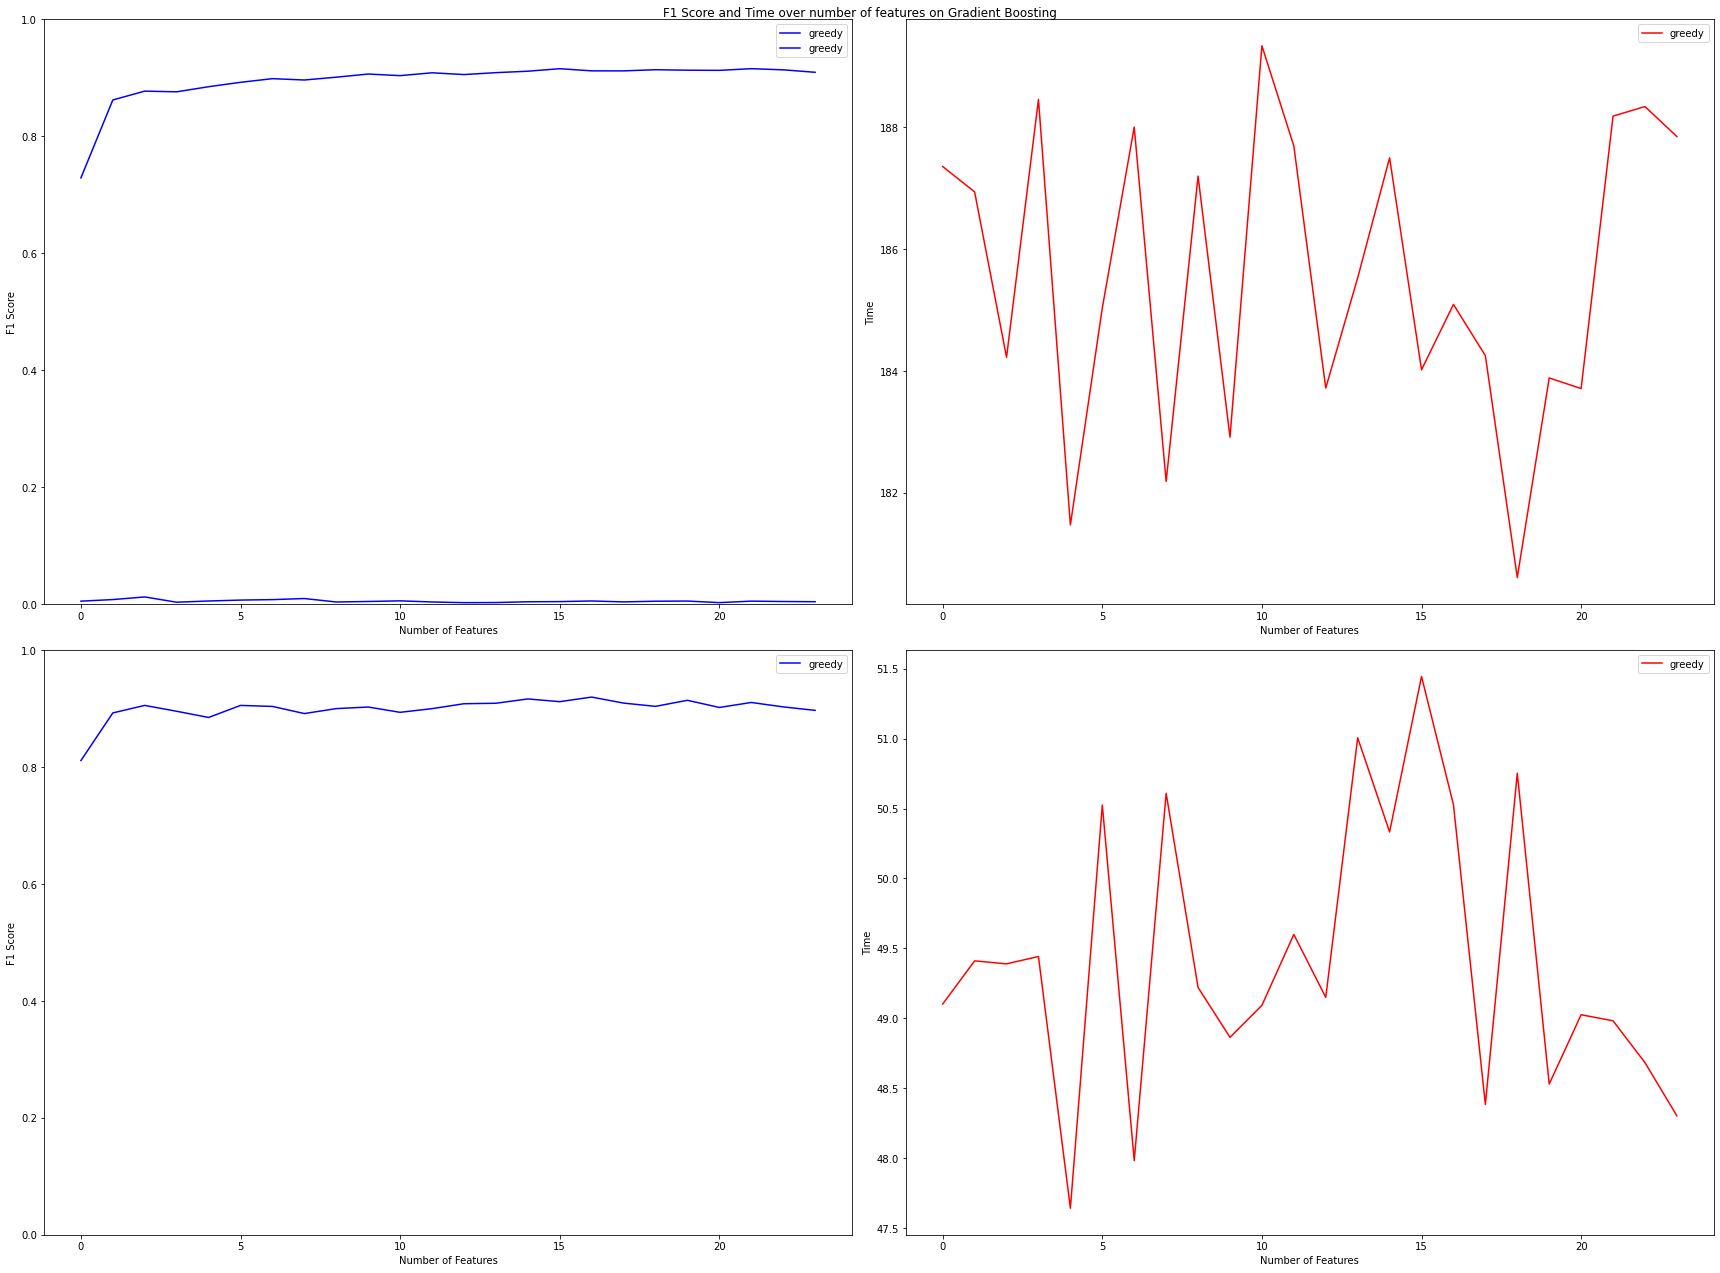 F1 Score and Time over number of features on Gradient Boosting
1.0
0.8
0.6
0.4
0.2
0.0
F1 Score
greedy
greedy
0 5 10 15 20
Number of Features
188
186
184
182
Time
greedy
0 5 10 15 20
Number of Features
1.0
0.8
0.6
0.4
0.2
0.0
F1 Score
greedy
0 5 10 15 20
Number of Features
51.5
51.0
50.5
50.0
49.5
49.0
48.5
48.0
47.5
Time
greedy
0 5 10 15 20
Number of Features